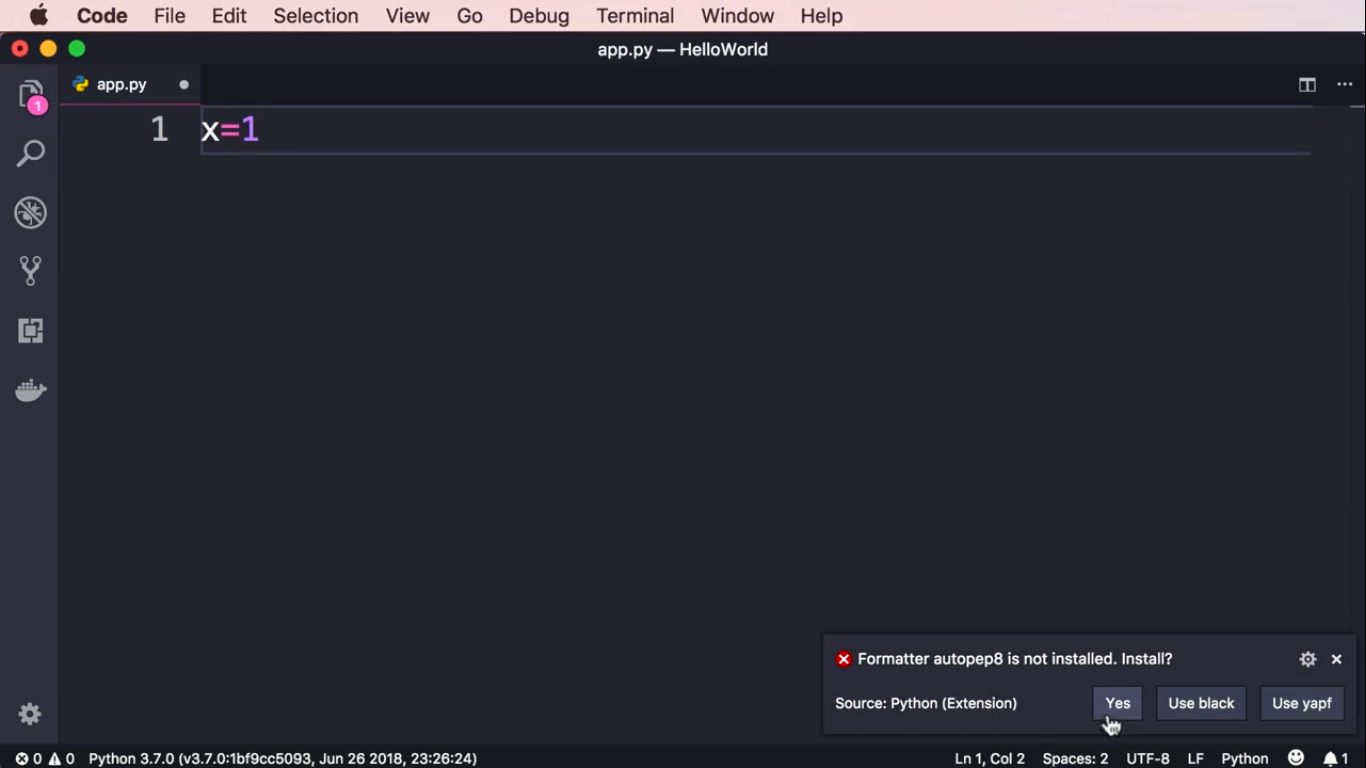 Code File Edit Selection View Go Debug Terminal Window Help
app.py — HelloWorld
app.py
1 x=1
1
Formatter autopep8 is not installed. Install?
Source: Python (Extension) Yes Use black Use yapf
0 0 Python 3.7.0 (v3.7.0:1bf9cc5093, Jun 26 2018, 23:26:24) Ln 1, Col 2 Spaces: 2 UTF-8 LF Python 1